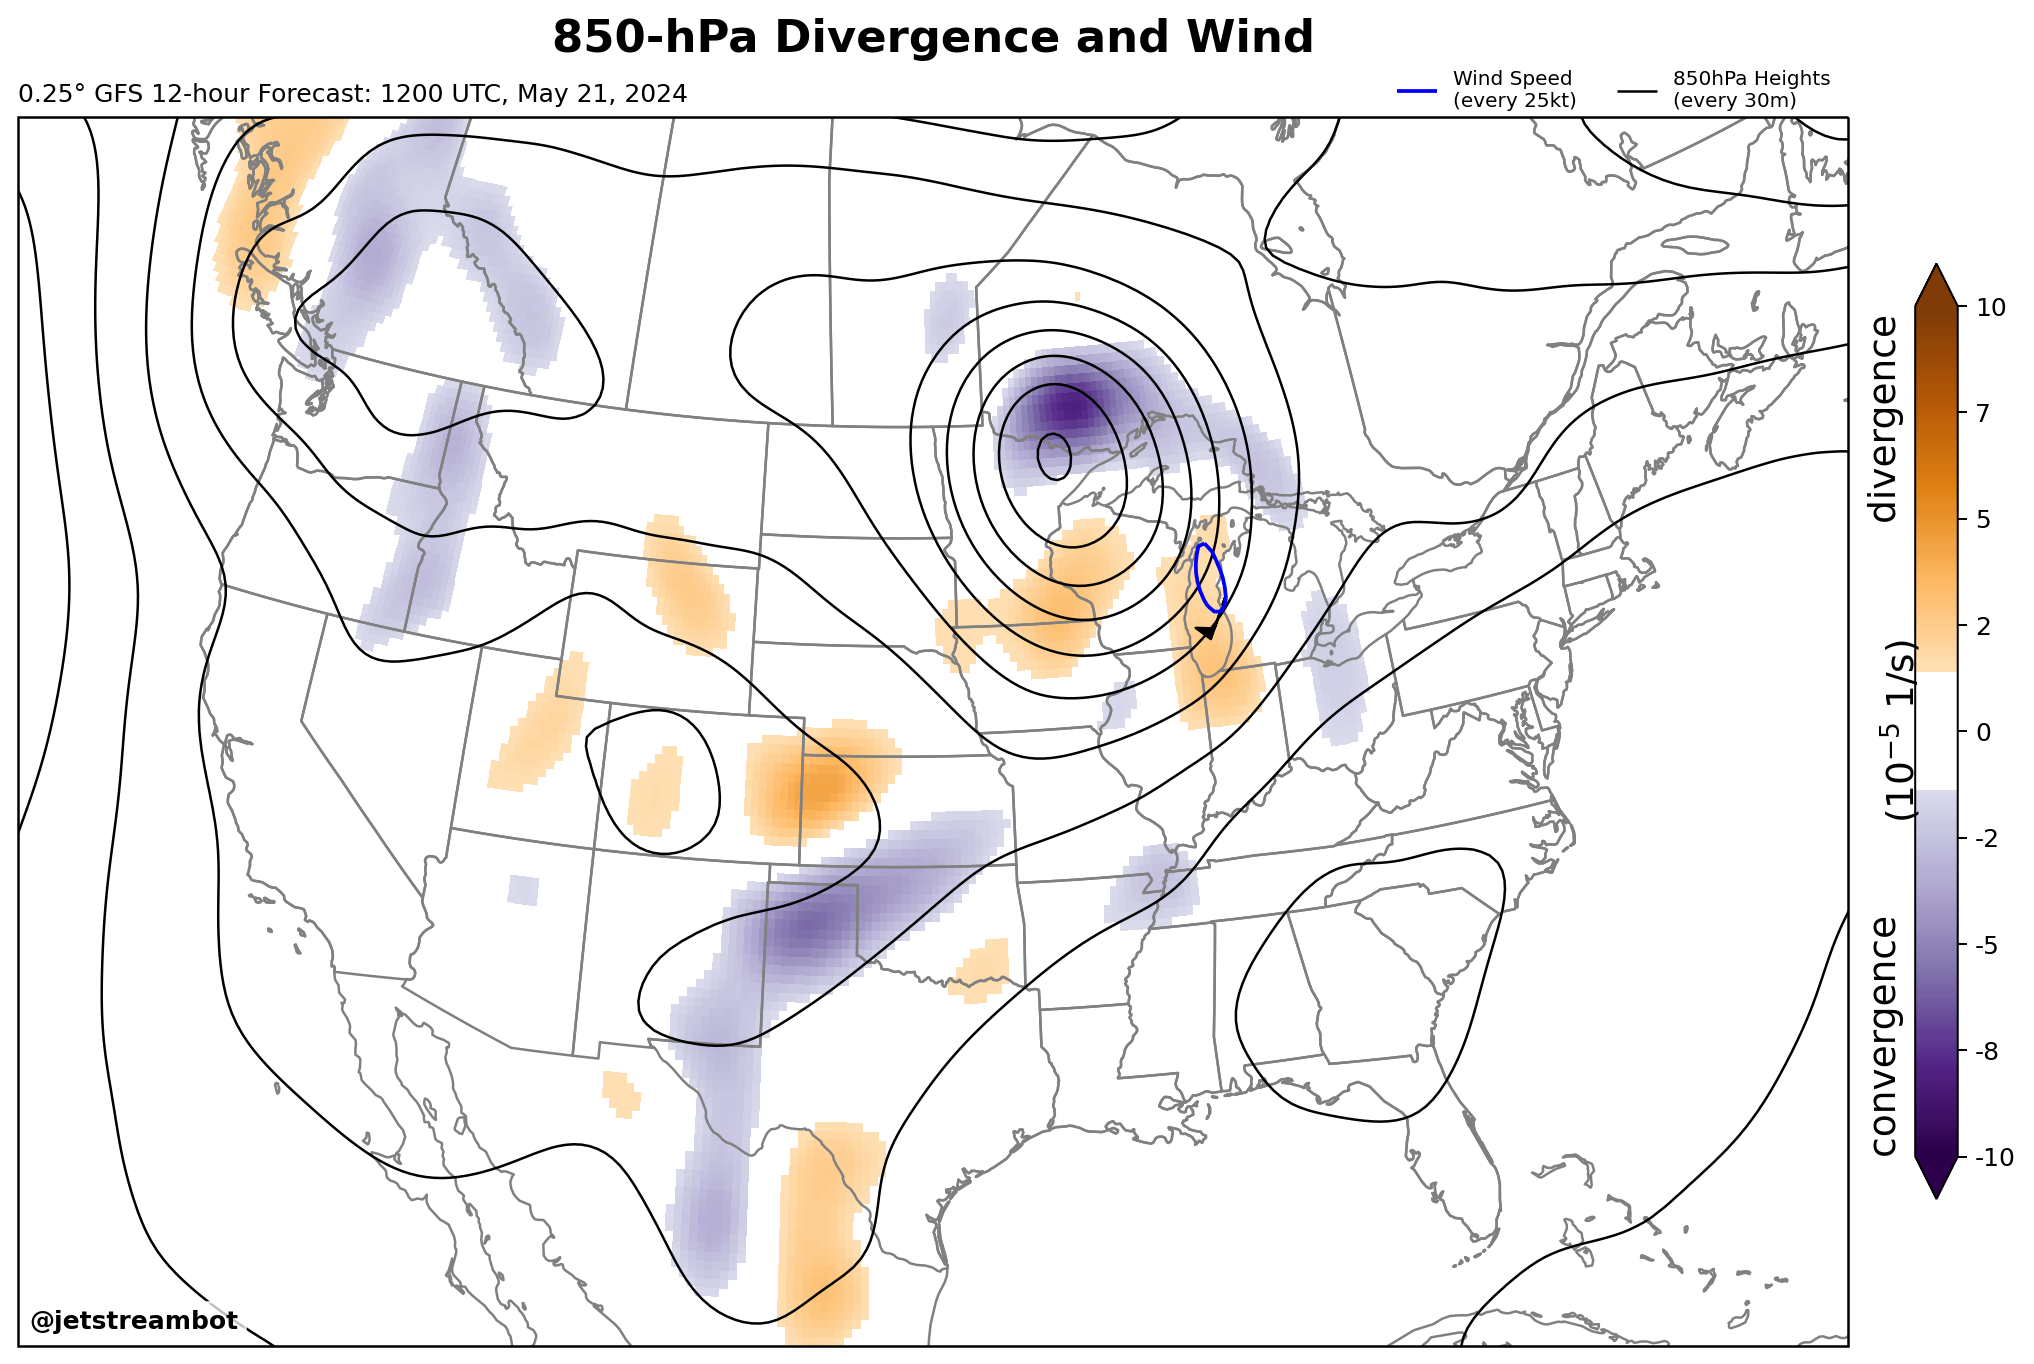 850-hPa Divergence and Wind
0.25° GFS 12-hour Forecast: 1200 UTC, May 21, 2024
Wind Speed
(every 25kt)
850hPa Heights
(every 30m)
divergence
(10⁻⁵ 1/s)
convergence
10
7
5
2
0
-2
-5
-8
-10
@jetstreambot